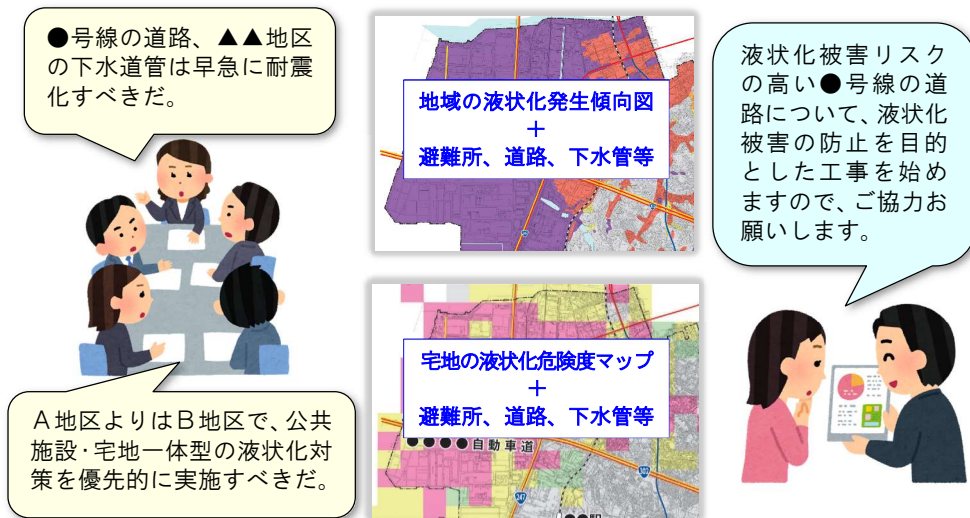 ●号線の道路、▲▲地区
の下水道管は早急に耐震
化すべきだ。
地域の液状化発生傾向図
+
避難所、道路、下水管等
液状化被害リスク
の高い●号線の道
路について、液状化
被害の防止を目的
とした工事を始め
ますので、ご協力お
願いします。
A地区よりはB地区で、公共
施設・宅地一体型の液状化対
策を優先的に実施すべきだ。
宅地の液状化危険度マップ
+
避難所、道路、下水管等
●●●●自動車道
247
●●駅